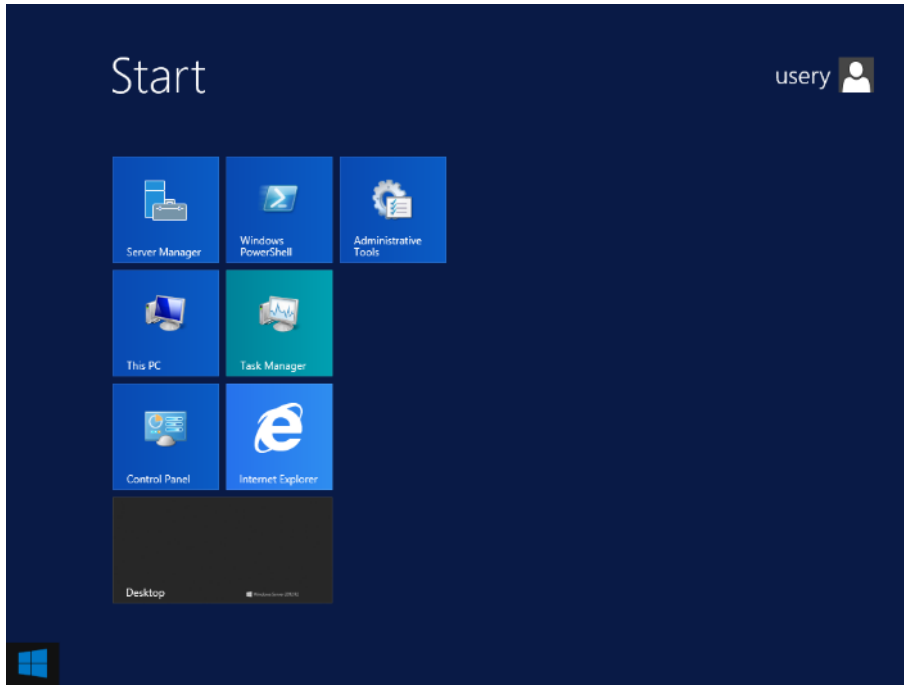 Start
usery
Server Manager
Windows
PowerShell
Administrative
Tools
This PC
Task Manager
Control Panel
Internet Explorer
Desktop